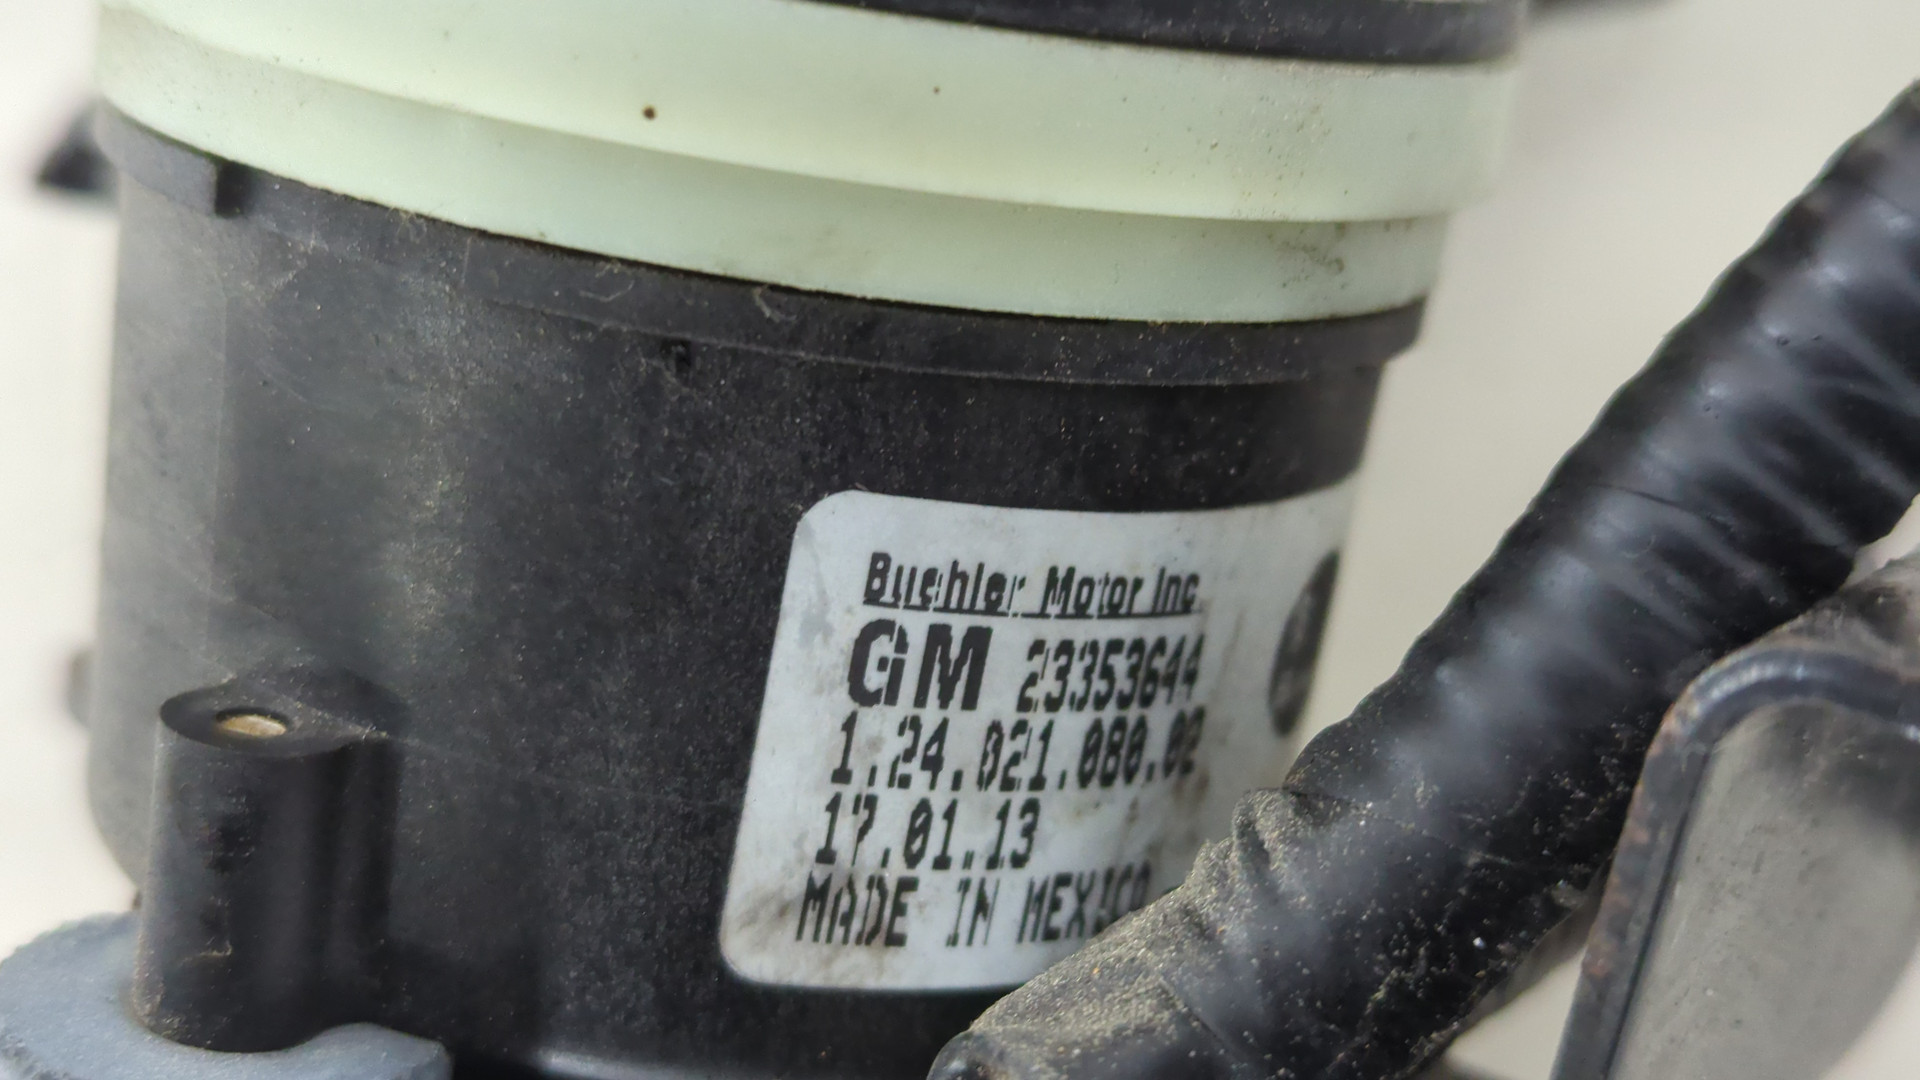 Buehler Motor Inc
GM 23353644
1.24.021.080.02
17.01.13
MADE IN MEXICO